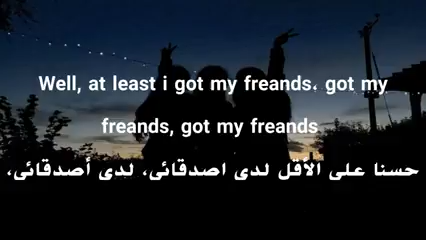 Well, at least i got my freands، got my
freands, got my freands
حسنا على الأقل لدى اصدقائى، لدى أصدقائى،